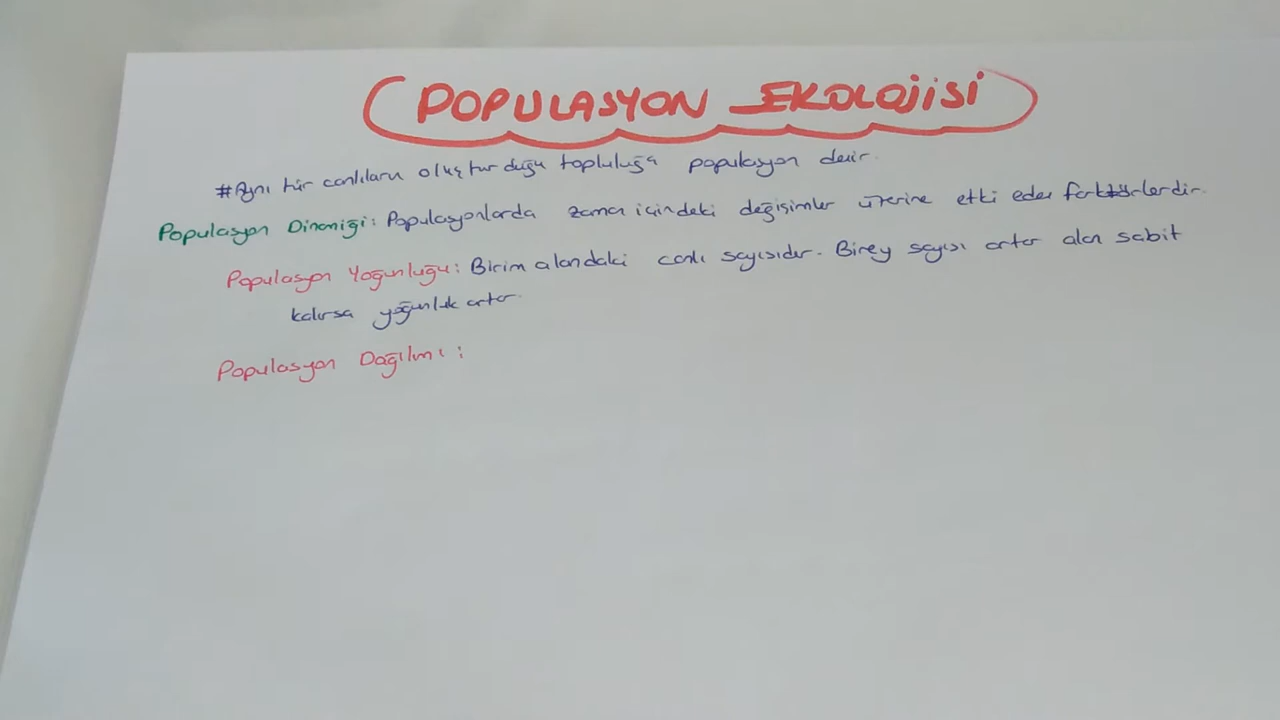 POPULASYON EKOLOJİSİ
#Aynı tür canlıların oluşturduğu topluluğa populasyon denir.
Populasyon Dinamiği: Populasyonlarda zaman içindeki değişimler üzerine etki eden faktörlerdir.
Populasyon Yoğunluğu: Birim alandaki canlı sayısıdır. Birey sayısı artar alan sabit
kalırsa yoğunluk artar.
Populasyon Dağılımı: